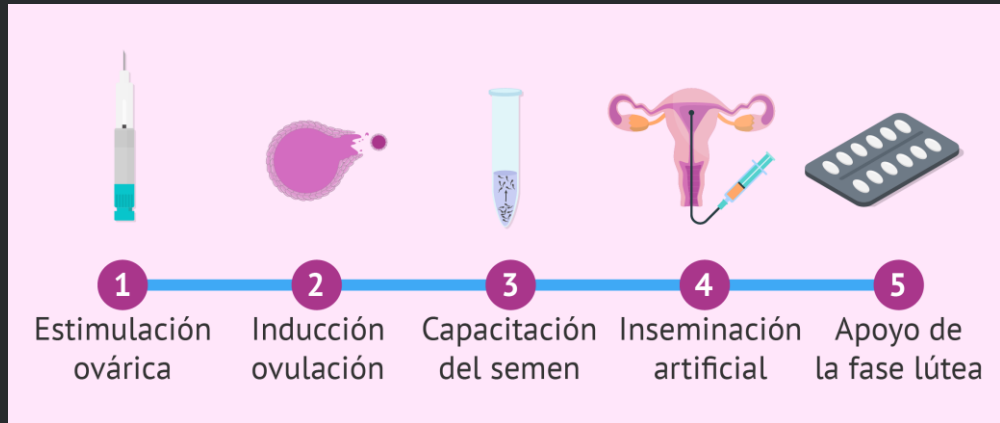 1
Estimulación
ovárica
2
Inducción
ovulación
3
Capacitación
del semen
4
Inseminación
artificial
5
Apoyo de
la fase lútea